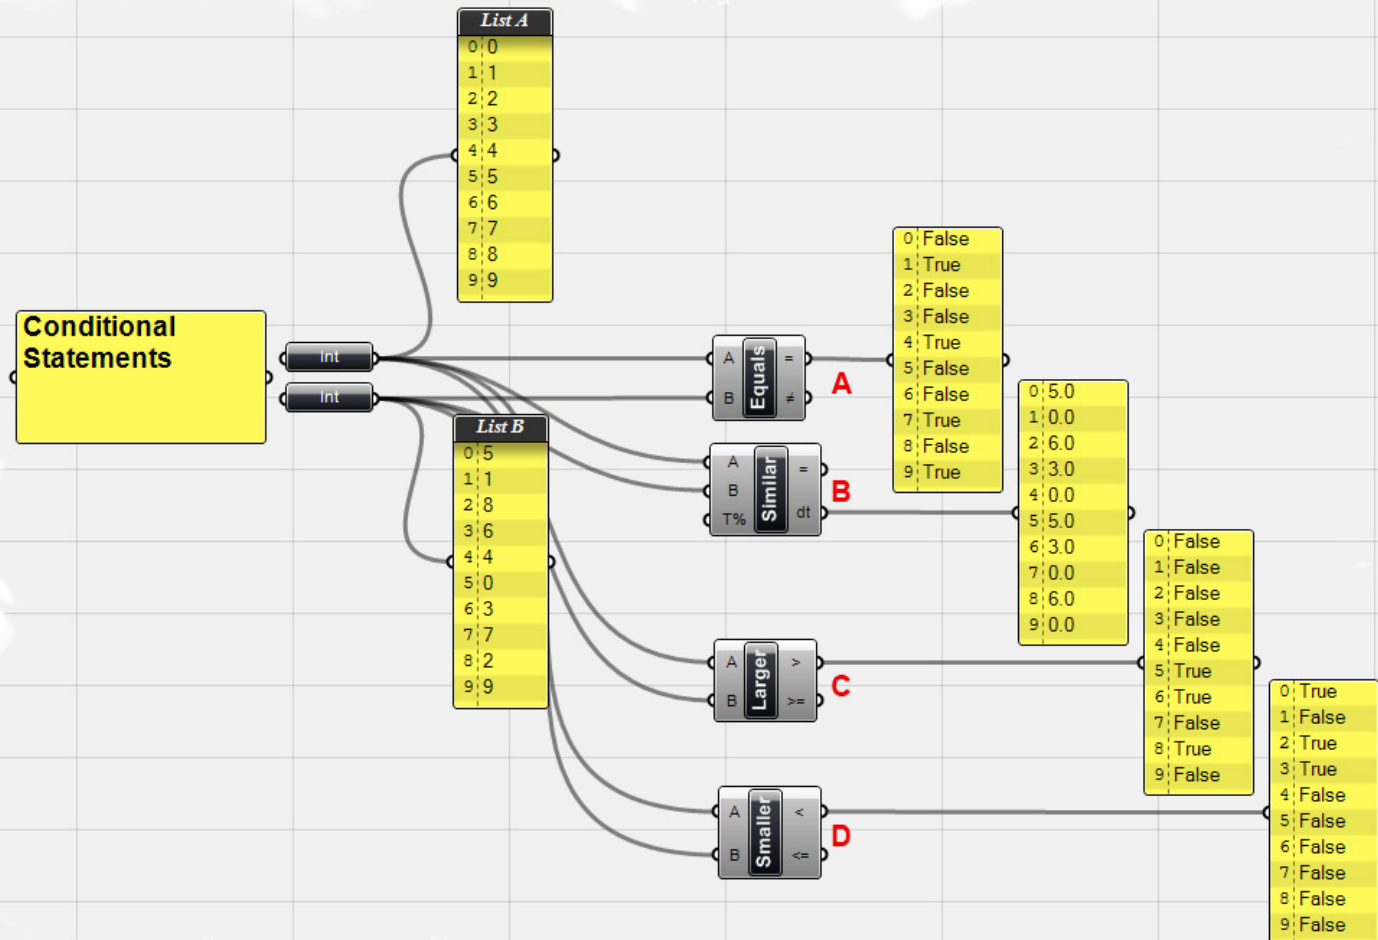 List A
0 0
1 1
2 2
3 3
4 4
5 5
6 6
7 7
8 8
9 9
Conditional
Statements
Int
Int
List B
0 5
1 1
2 8
3 6
4 4
5 0
6 3
7 7
8 2
9 9
A
B
Equals
=
≠
A
0 False
1 True
2 False
3 False
4 True
5 False
6 False
7 True
8 False
9 True
A
B
T%
Similar
=
dt
B
0 5.0
1 0.0
2 6.0
3 3.0
4 0.0
5 5.0
6 3.0
7 0.0
8 6.0
9 0.0
A
B
Larger
>
>=
C
0 False
1 False
2 False
3 False
4 False
5 True
6 True
7 False
8 True
9 False
A
B
Smaller
<
<=
D
0 True
1 False
2 True
3 True
4 False
5 False
6 False
7 False
8 False
9 False